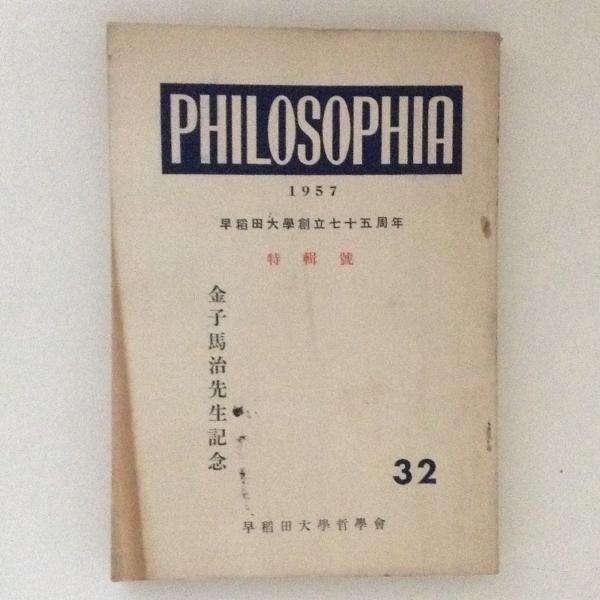 PHILOSOPHIA
1957
早稻田大學創立七十五周年
特輯號
金子馬治先生記念
32
早稻田大學哲學會